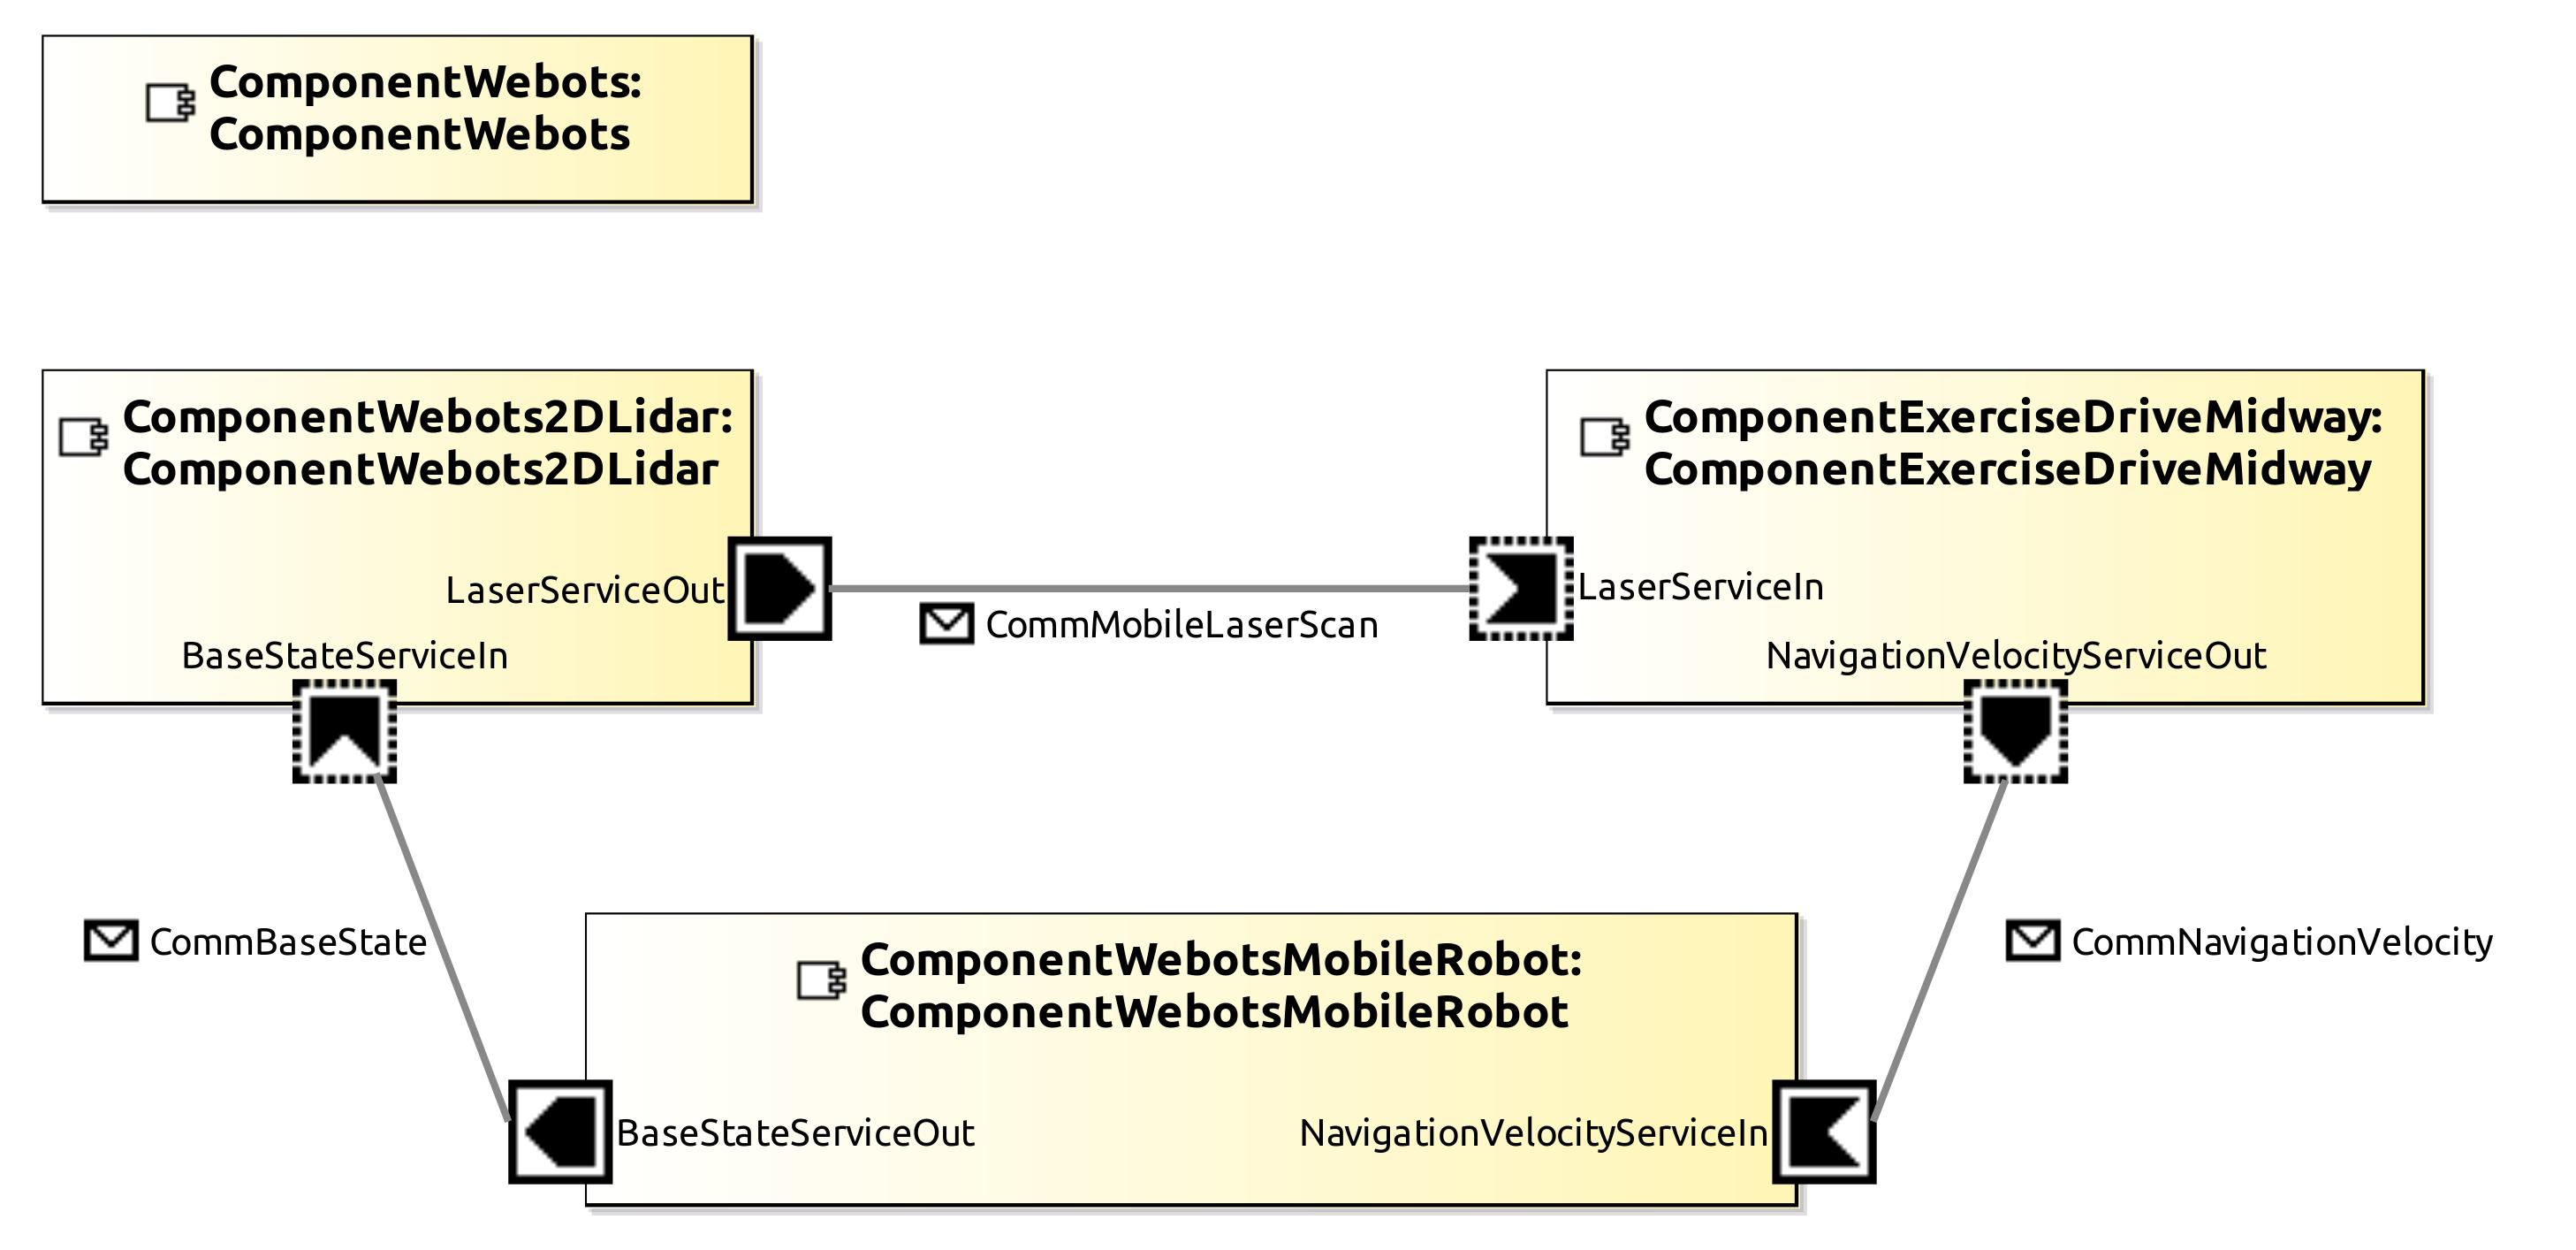 ComponentWebots:
ComponentWebots
ComponentWebots2DLidar:
ComponentWebots2DLidar
LaserServiceOut
BaseStateServiceIn
CommMobileLaserScan
ComponentExerciseDriveMidway:
ComponentExerciseDriveMidway
LaserServiceIn
NavigationVelocityServiceOut
CommBaseState
CommNavigationVelocity
ComponentWebotsMobileRobot:
ComponentWebotsMobileRobot
BaseStateServiceOut
NavigationVelocityServiceIn